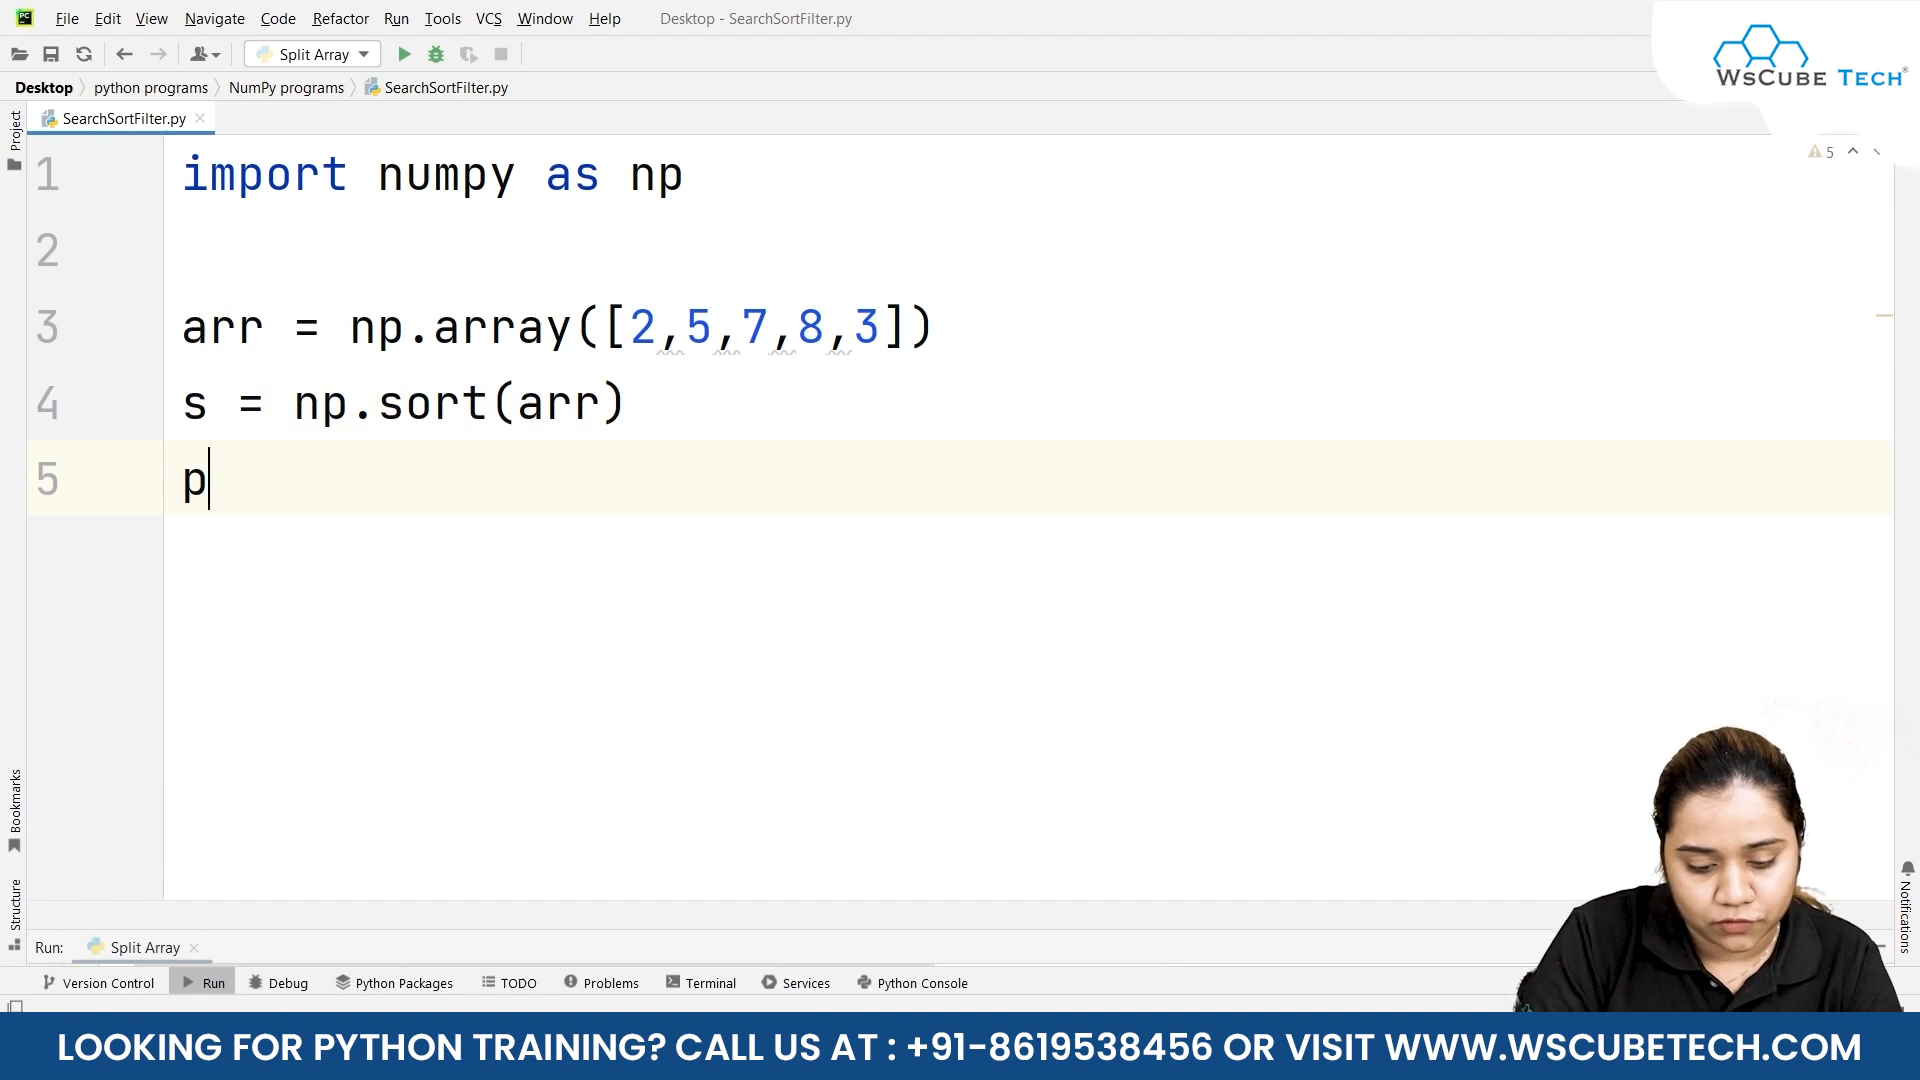 File Edit View Navigate Code Refactor Run Tools VCS Window Help Desktop - SearchSortFilter.py
Split Array
WsCube Tech®
Desktop python programs NumPy programs SearchSortFilter.py
SearchSortFilter.py
Project
5
1 import numpy as np
2
3 arr = np.array([2,5,7,8,3])
4 s = np.sort(arr)
5 p
Bookmarks
Structure
Notifications
Run: Split Array
Version Control Run Debug Python Packages TODO Problems Terminal Services Python Console
LOOKING FOR PYTHON TRAINING? CALL US AT : +91-8619538456 OR VISIT WWW.WSCUBETECH.COM